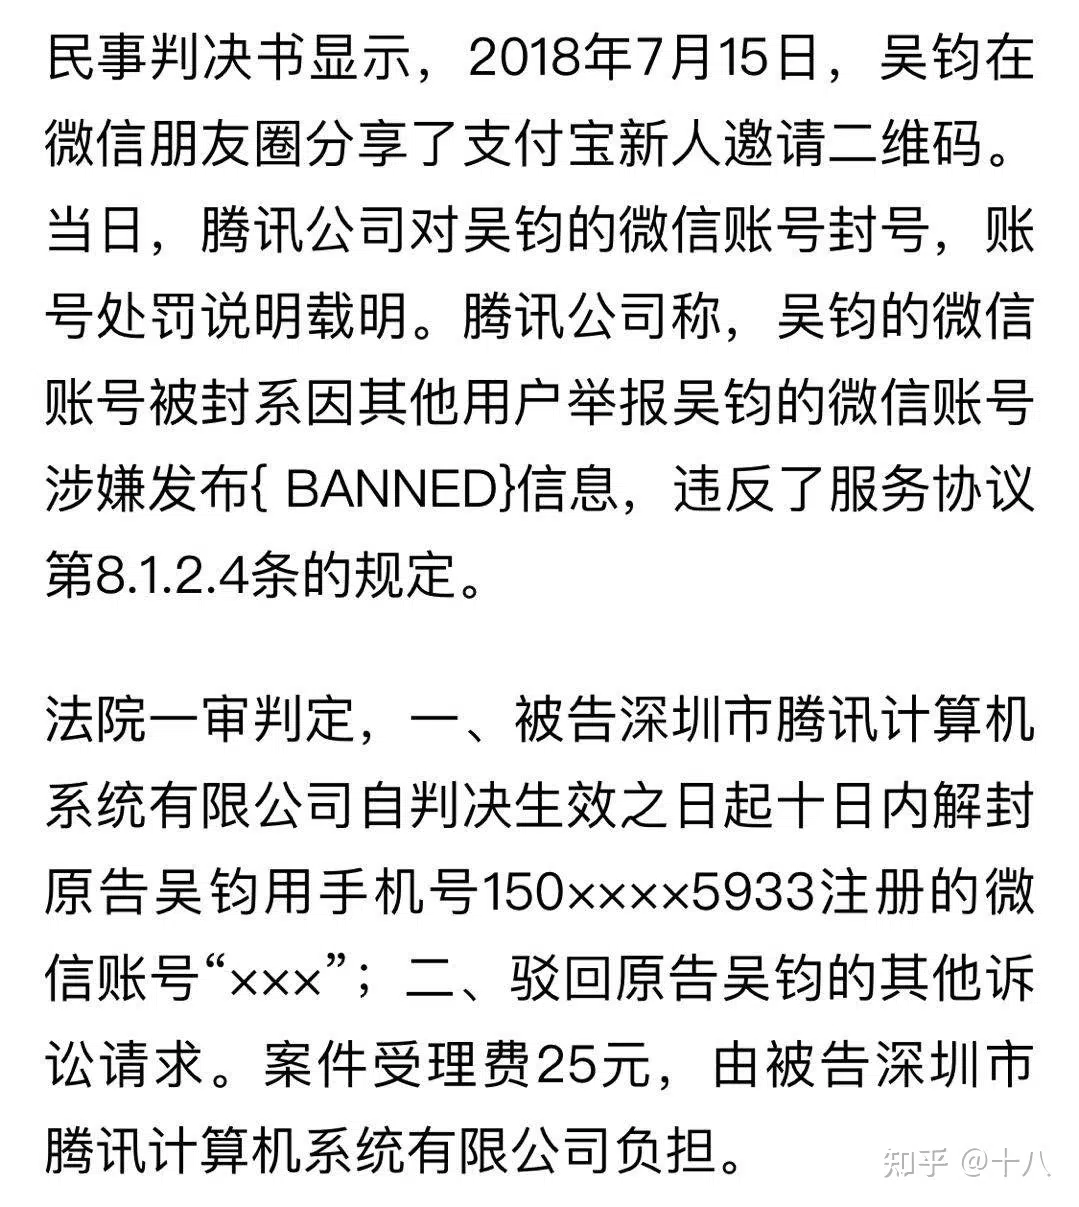 民事判决书显示，2018年7月15日，吴钧在
微信朋友圈分享了支付宝新人邀请二维码。
当日，腾讯公司对吴钧的微信账号封号，账
号处罚说明载明。腾讯公司称，吴钧的微信
账号被封系因其他用户举报吴钧的微信账号
涉嫌发布{ BANNED}信息，违反了服务协议
第8.1.2.4条的规定。
法院一审判定，一、被告深圳市腾讯计算机
系统有限公司自判决生效之日起十日内解封
原告吴钧用手机号150××××5933注册的微
信账号“×××”；二、驳回原告吴钧的其他诉
讼请求。案件受理费25元，由被告深圳市
腾讯计算机系统有限公司负担。
知乎 @十八